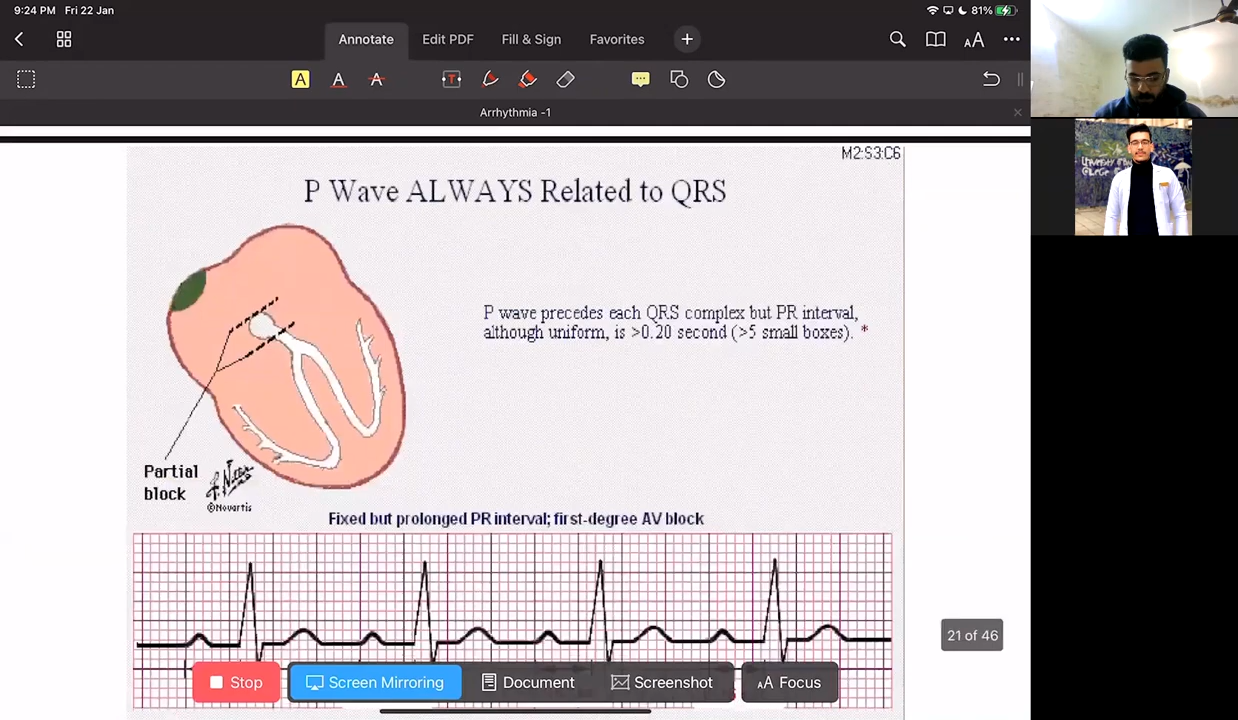 9:24 PM Fri 22 Jan
81%
Annotate
Edit PDF
Fill & Sign
Favorites
Arrhythmia -1
M2:S3:C6
P Wave ALWAYS Related to QRS
P wave precedes each QRS complex but PR interval,
although uniform, is >0.20 second (>5 small boxes). *
Partial
block
©Novartis
Fixed but prolonged PR interval; first-degree AV block
21 of 46
Stop
Screen Mirroring
Document
Screenshot
AA Focus